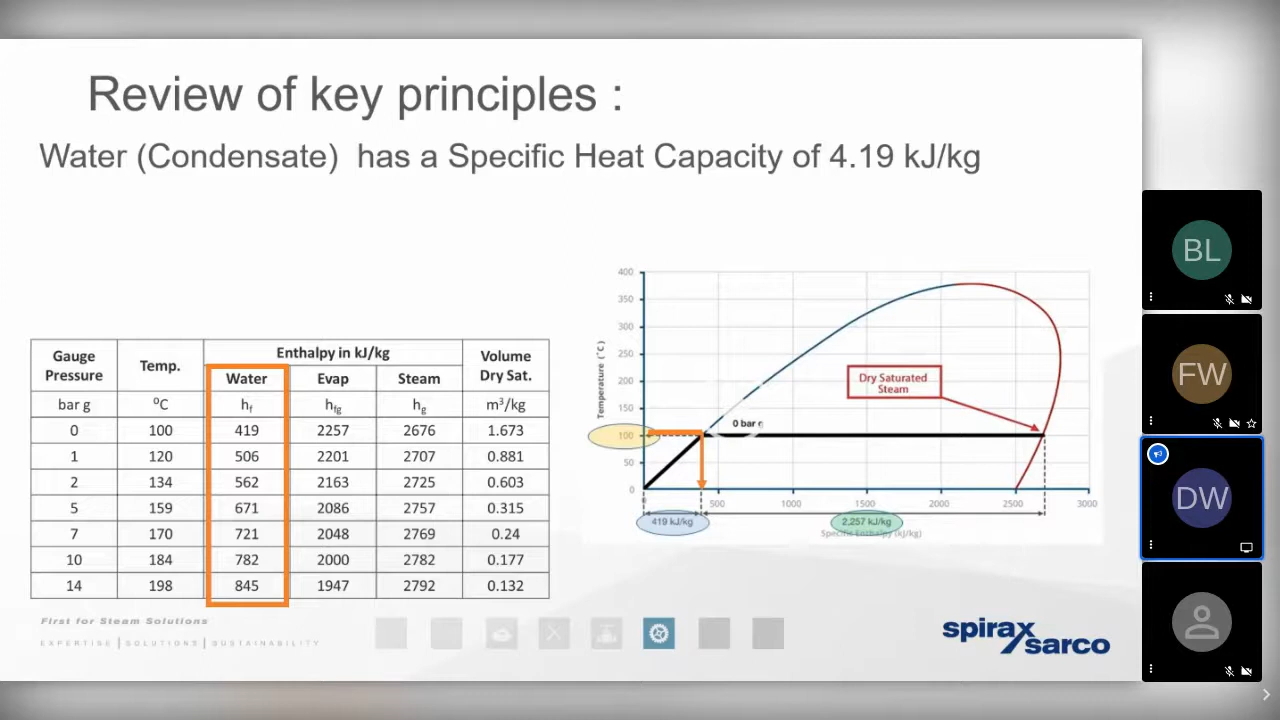 Review of key principles :
Water (Condensate)  has a Specific Heat Capacity of 4.19 kJ/kg
Gauge Pressure	Temp.	Enthalpy in kJ/kg	Volume Dry Sat.
Water	Evap	Steam
bar g	⁰C	hf	hfg	hg	m³/kg
0	100	419	2257	2676	1.673
1	120	506	2201	2707	0.881
2	134	562	2163	2725	0.603
5	159	671	2086	2757	0.315
7	170	721	2048	2769	0.24
10	184	782	2000	2782	0.177
14	198	845	1947	2792	0.132
Temperature (˚C)
400
350
300
250
200
150
100
50
0
Dry Saturated
Steam
0 bar g
500	1000	1500	2000	2500	3000
419 kJ/kg	2,257 kJ/kg
Specific Enthalpy (kJ/kg)
First for Steam Solutions
EXPERTISE | SOLUTIONS | SUSTAINABILITY
spirax
sarco
BL
FW
DW